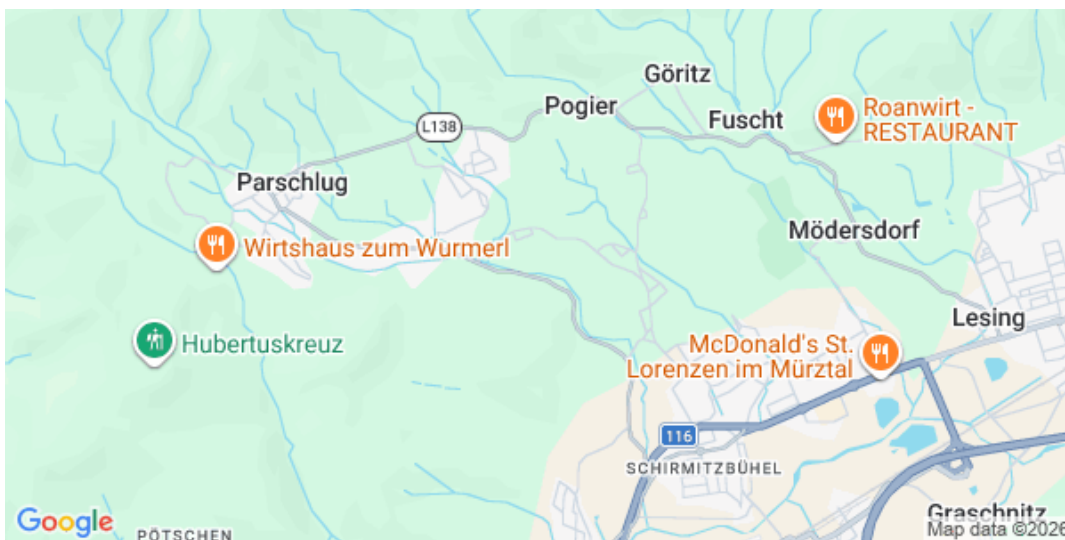 Göritz
Pogier
Roanwirt -
RESTAURANT
Fuscht
L138
Parschlug
Mödersdorf
Wirtshaus zum Wurmerl
Lesing
Hubertuskreuz
McDonald's St.
Lorenzen im Mürztal
116
SCHIRMITZBÜHEL
Graschnitz
Google
Map data ©2026
PÖTSCHEN